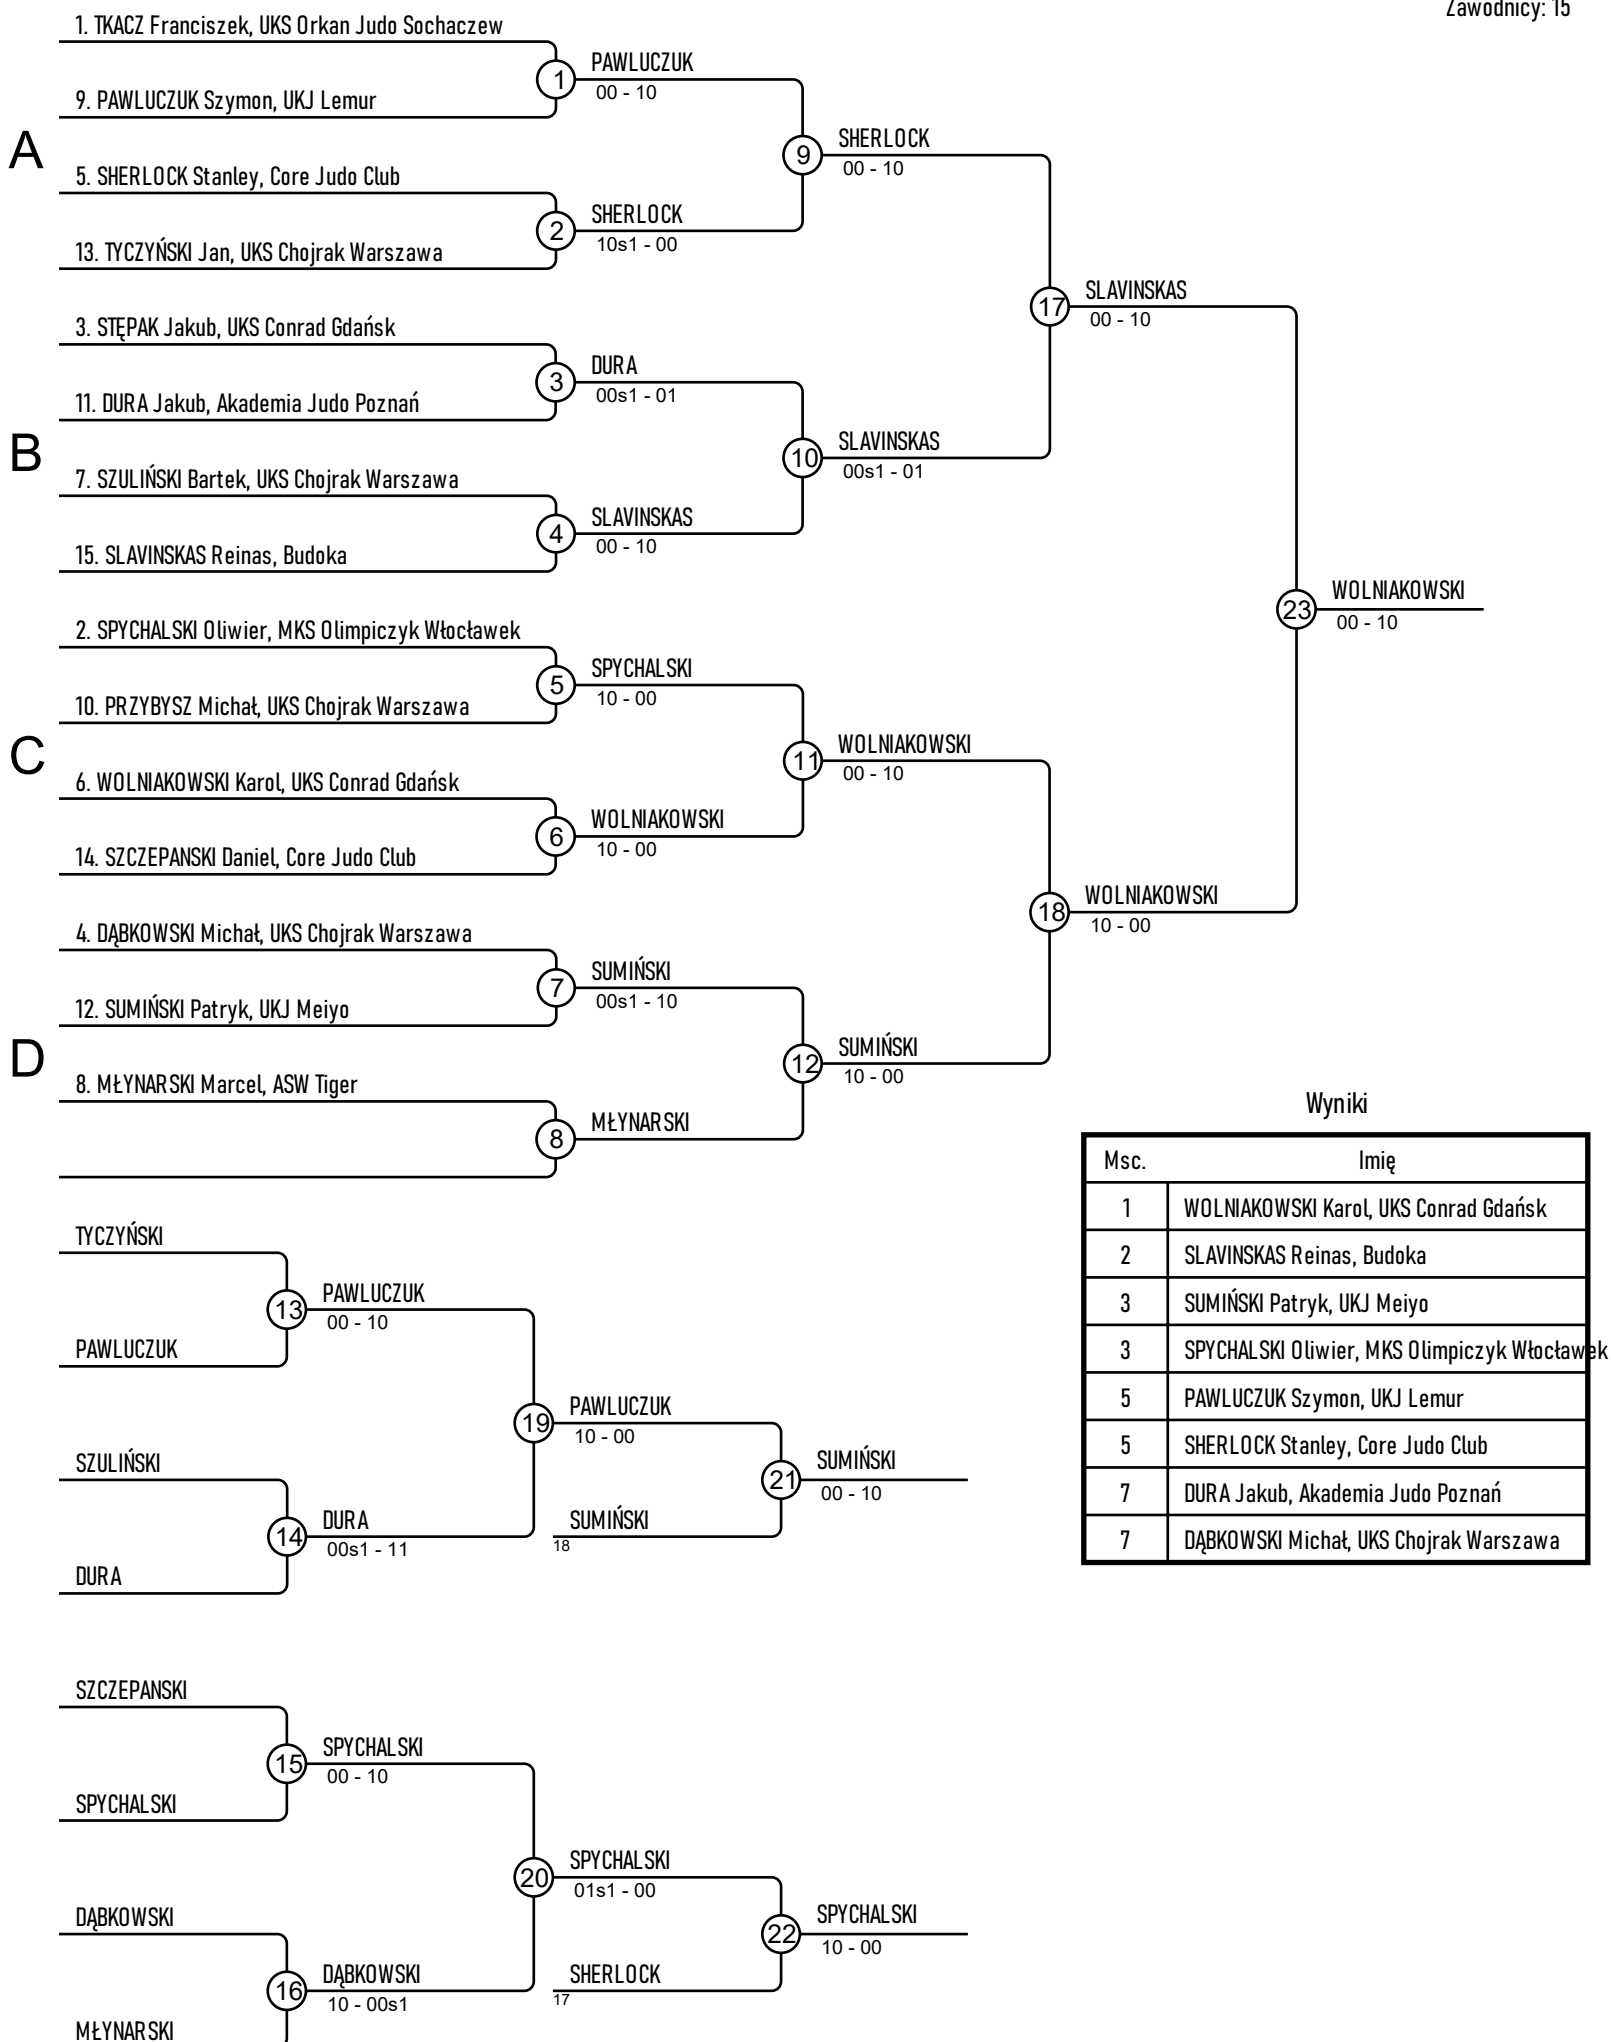 Zawodnicy: 15
1. TKACZ Franciszek, UKS Orkan Judo Sochaczew
1
PAWLUCZUK
00 - 10
9. PAWLUCZUK Szymon, UKJ Lemur
A
9
SHERLOCK
00 - 10
5. SHERLOCK Stanley, Core Judo Club
2
SHERLOCK
10s1 - 00
13. TYCZYŃSKI Jan, UKS Chojrak Warszawa
17
SLAVINSKAS
00 - 10
3. STĘPAK Jakub, UKS Conrad Gdańsk
3
DURA
00s1 - 01
11. DURA Jakub, Akademia Judo Poznań
B
10
SLAVINSKAS
00s1 - 01
7. SZULIŃSKI Bartek, UKS Chojrak Warszawa
4
SLAVINSKAS
00 - 10
15. SLAVINSKAS Reinas, Budoka
23
WOLNIAKOWSKI
00 - 10
2. SPYCHALSKI Oliwier, MKS Olimpiczyk Włocławek
5
SPYCHALSKI
10 - 00
10. PRZYBYSZ Michał, UKS Chojrak Warszawa
C
11
WOLNIAKOWSKI
00 - 10
6. WOLNIAKOWSKI Karol, UKS Conrad Gdańsk
6
WOLNIAKOWSKI
10 - 00
14. SZCZEPANSKI Daniel, Core Judo Club
18
WOLNIAKOWSKI
10 - 00
4. DĄBKOWSKI Michał, UKS Chojrak Warszawa
7
SUMIŃSKI
00s1 - 10
12. SUMIŃSKI Patryk, UKJ Meiyo
D
12
SUMIŃSKI
10 - 00
8. MŁYNARSKI Marcel, ASW Tiger
8
MŁYNARSKI
Wyniki
Msc. Imię
1 WOLNIAKOWSKI Karol, UKS Conrad Gdańsk
2 SLAVINSKAS Reinas, Budoka
3 SUMIŃSKI Patryk, UKJ Meiyo
3 SPYCHALSKI Oliwier, MKS Olimpiczyk Włocławek
5 PAWLUCZUK Szymon, UKJ Lemur
5 SHERLOCK Stanley, Core Judo Club
7 DURA Jakub, Akademia Judo Poznań
7 DĄBKOWSKI Michał, UKS Chojrak Warszawa
TYCZYŃSKI
13
PAWLUCZUK
00 - 10
PAWLUCZUK
19
PAWLUCZUK
10 - 00
SZULIŃSKI
21
SUMIŃSKI
00 - 10
14
DURA
00s1 - 11
SUMIŃSKI
18
DURA
SZCZEPANSKI
15
SPYCHALSKI
00 - 10
SPYCHALSKI
20
SPYCHALSKI
01s1 - 00
DĄBKOWSKI
22
SPYCHALSKI
10 - 00
16
DĄBKOWSKI
10 - 00s1
SHERLOCK
17
MŁYNARSKI